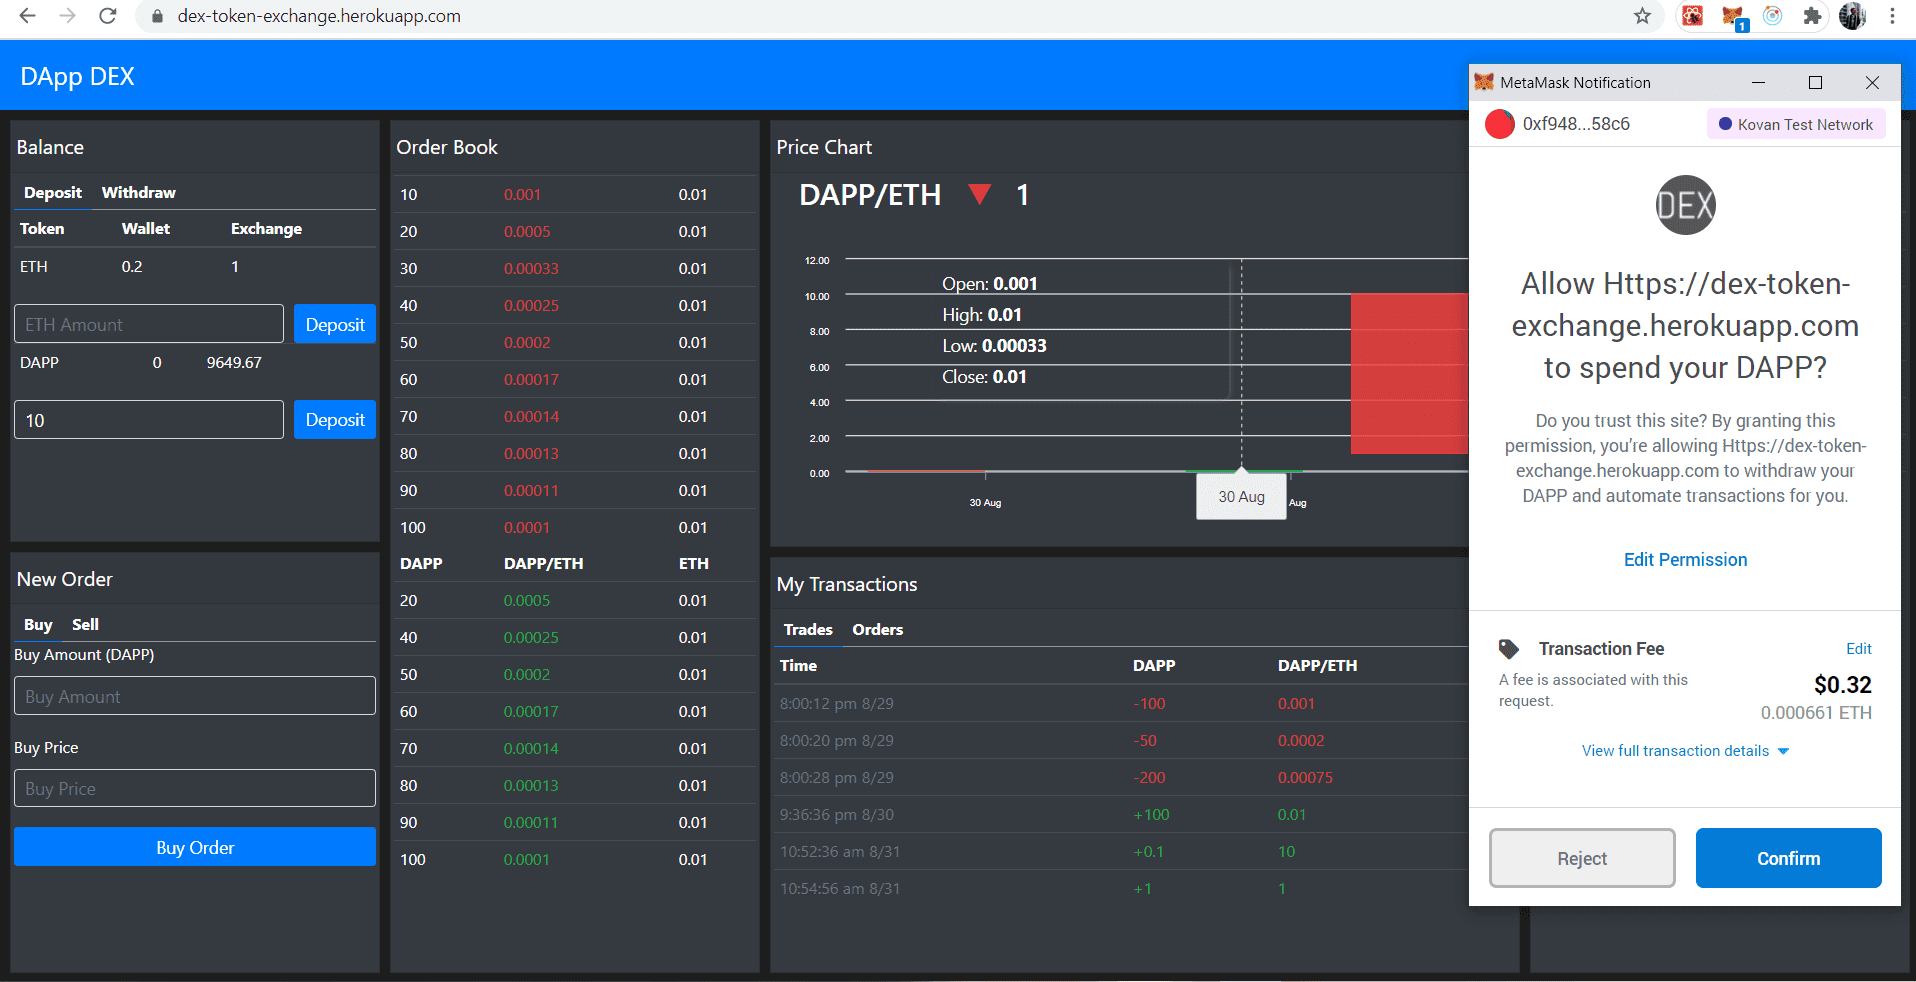 dex-token-exchange.herokuapp.com
1
DApp DEX
Balance
Deposit Withdraw
Token Wallet Exchange
ETH 0.2 1
ETH Amount Deposit
DAPP 0 9649.67
10 Deposit
New Order
Buy Sell
Buy Amount (DAPP)
Buy Amount
Buy Price
Buy Price
Buy Order
Order Book
10 0.001 0.01
20 0.0005 0.01
30 0.00033 0.01
40 0.00025 0.01
50 0.0002 0.01
60 0.00017 0.01
70 0.00014 0.01
80 0.00013 0.01
90 0.00011 0.01
100 0.0001 0.01
DAPP DAPP/ETH ETH
20 0.0005 0.01
40 0.00025 0.01
50 0.0002 0.01
60 0.00017 0.01
70 0.00014 0.01
80 0.00013 0.01
90 0.00011 0.01
100 0.0001 0.01
Price Chart
DAPP/ETH ▼ 1
12.00
10.00
8.00
6.00
4.00
2.00
0.00
Open: 0.001
High: 0.01
Low: 0.00033
Close: 0.01
30 Aug
30 Aug
Aug
My Transactions
Trades Orders
Time DAPP DAPP/ETH
8:00:12 pm 8/29 -100 0.001
8:00:20 pm 8/29 -50 0.0002
8:00:28 pm 8/29 -200 0.00075
9:36:36 pm 8/30 +100 0.01
10:52:36 am 8/31 +0.1 10
10:54:56 am 8/31 +1 1
MetaMask Notification
0xf948...58c6 Kovan Test Network
DEX
Allow Https://dex-token-
exchange.herokuapp.com
to spend your DAPP?
Do you trust this site? By granting this
permission, you're allowing Https://dex-token-
exchange.herokuapp.com to withdraw your
DAPP and automate transactions for you.
Edit Permission
Transaction Fee Edit
A fee is associated with this
request.
$0.32
0.000661 ETH
View full transaction details
Reject Confirm